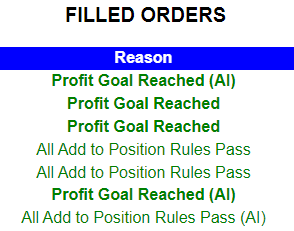 FILLED ORDERS
Reason
Profit Goal Reached (AI)
Profit Goal Reached
Profit Goal Reached
All Add to Position Rules Pass
All Add to Position Rules Pass
Profit Goal Reached (AI)
All Add to Position Rules Pass (AI)